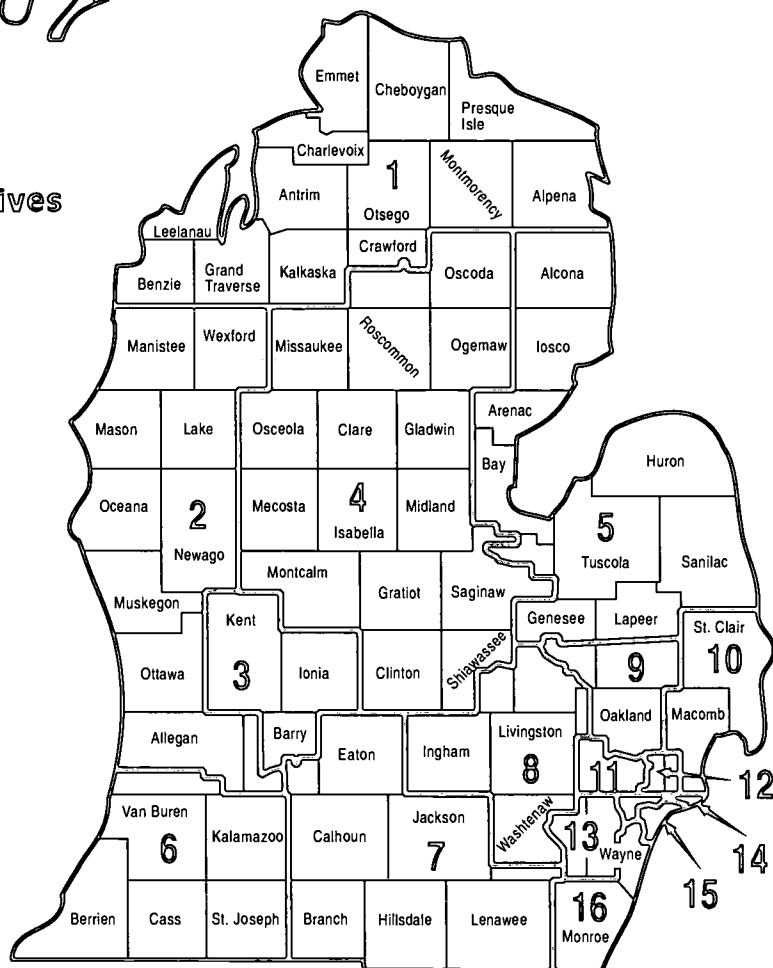 ives
Emmet
Cheboygan
Presque
Isle
Charlevoix
Antrim
1
Otsego
Montmorency
Alpena
Leelanau
Benzie
Grand
Traverse
Kalkaska
Crawford
Oscoda
Alcona
Manistee
Wexford
Missaukee
Roscommon
Ogemaw
Iosco
Mason
Lake
Osceola
Clare
Gladwin
Arenac
Bay
Huron
Oceana
2
Newago
Mecosta
4
Isabella
Midland
5
Tuscola
Sanilac
Muskegon
Montcalm
Gratiot
Saginaw
Kent
Genesee
Lapeer
St. Clair
10
Ottawa
3
Ionia
Clinton
Shiawassee
9
Allegan
Barry
Eaton
Ingham
Livingston
8
Oakland
Macomb
11
12
Van Buren
6
Kalamazoo
Calhoun
Jackson
7
Washtenaw
13
Wayne
14
15
Berrien
Cass
St. Joseph
Branch
Hillsdale
Lenawee
16
Monroe